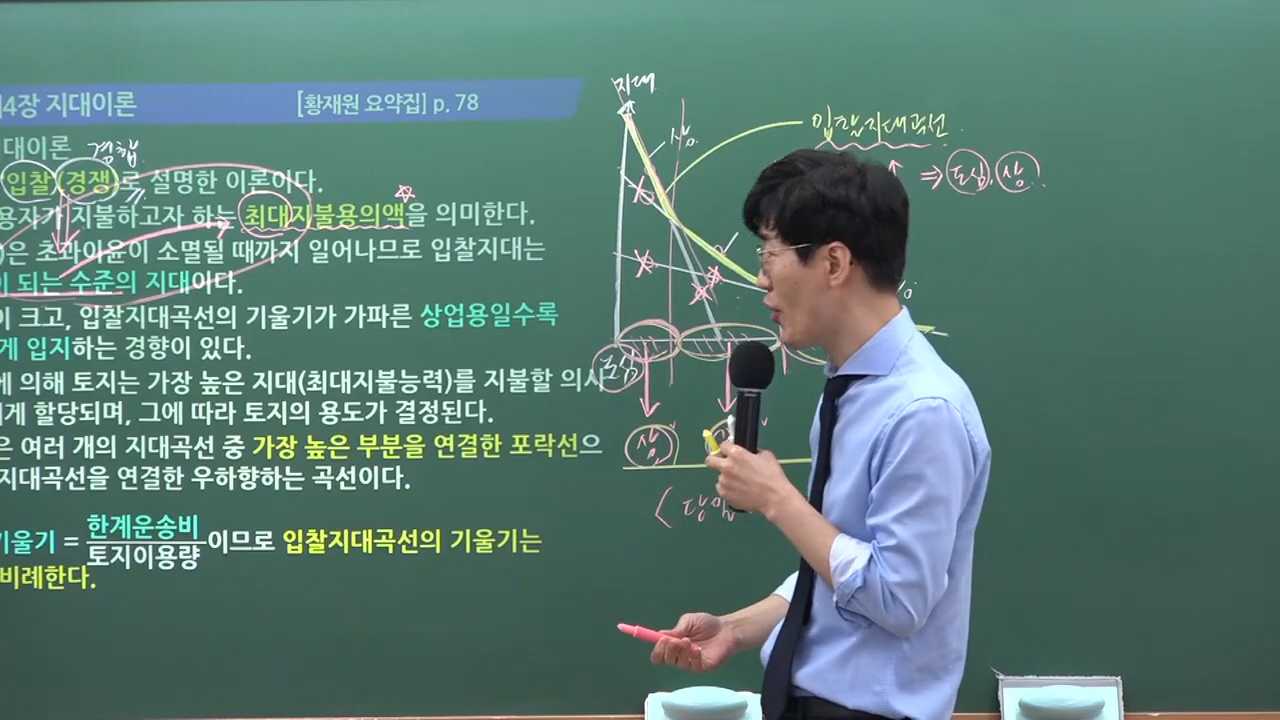 4장 지대이론
[황재원 요약집] p. 78
대이론
경합
입찰(경쟁)로 설명한 이론이다.
용자가 지불하고자 하는 최대지불용의액을 의미한다.
)은 초과이윤이 소멸될 때까지 일어나므로 입찰지대는
이 되는 수준의 지대이다.
이 크고, 입찰지대곡선의 기울기가 가파른 상업용일수록
게 입지하는 경향이 있다.
에 의해 토지는 가장 높은 지대(최대지불능력)를 지불할 의사
에게 할당되며, 그에 따라 토지의 용도가 결정된다.
은 여러 개의 지대곡선 중 가장 높은 부분을 연결한 포락선으
지대곡선을 연결한 우하향하는 곡선이다.
기울기 = 한계운송비
토지이용량
이므로 입찰지대곡선의 기울기는
비례한다.
지대
상
입찰지대곡선
⇒ 도심, 상
도심
상